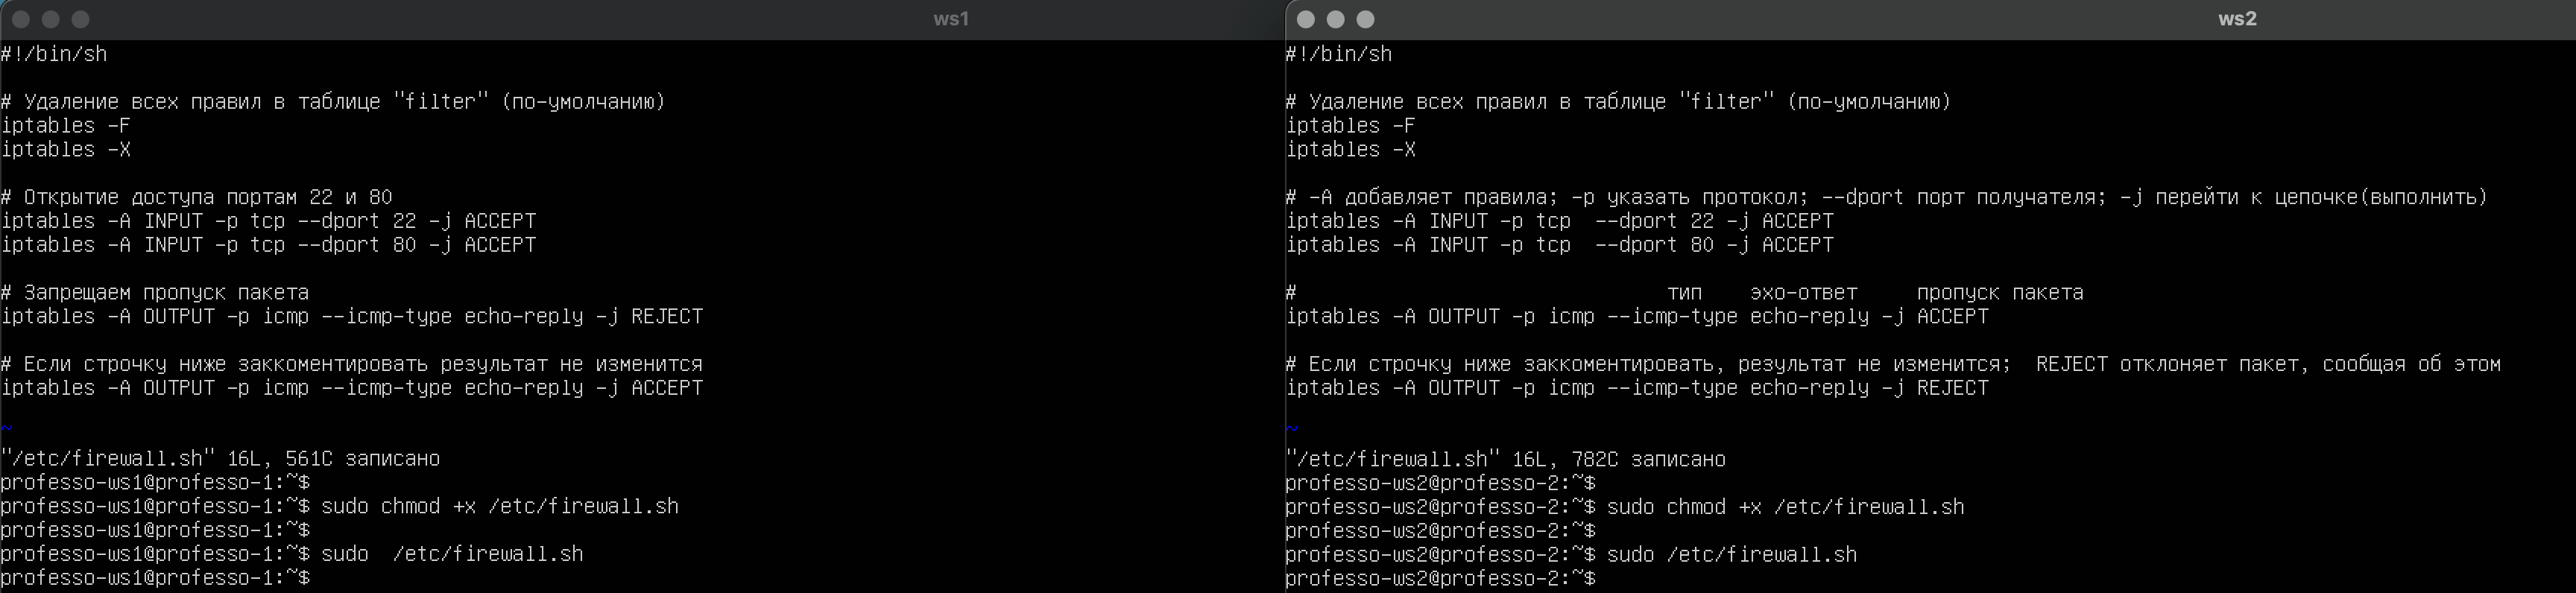 ws1
#!/bin/sh
# Удаление всех правил в таблице "filter" (по-умолчанию)
iptables -F
iptables -X
# Открытие доступа портам 22 и 80
iptables -A INPUT -p tcp --dport 22 -j ACCEPT
iptables -A INPUT -p tcp --dport 80 -j ACCEPT
# Запрещаем пропуск пакета
iptables -A OUTPUT -p icmp --icmp-type echo-reply -j REJECT
# Если строчку ниже заккоментировать результат не изменится
iptables -A OUTPUT -p icmp --icmp-type echo-reply -j ACCEPT
~
"/etc/firewall.sh" 16L, 561C записано
professo-ws1@professo-1:~$
professo-ws1@professo-1:~$ sudo chmod +x /etc/firewall.sh
professo-ws1@professo-1:~$
professo-ws1@professo-1:~$ sudo  /etc/firewall.sh
professo-ws1@professo-1:~$
ws2
#!/bin/sh
# Удаление всех правил в таблице "filter" (по-умолчанию)
iptables -F
iptables -X
# -A добавляет правила; -p указать протокол; --dport порт получателя; -j перейти к цепочке(выполнить)
iptables -A INPUT -p tcp  --dport 22 -j ACCEPT
iptables -A INPUT -p tcp  --dport 80 -j ACCEPT
#                               тип    эхо-ответ     пропуск пакета
iptables -A OUTPUT -p icmp --icmp-type echo-reply -j ACCEPT
# Если строчку ниже заккоментировать, результат не изменится;  REJECT отклоняет пакет, сообщая об этом
iptables -A OUTPUT -p icmp --icmp-type echo-reply -j REJECT
~
"/etc/firewall.sh" 16L, 782C записано
professo-ws2@professo-2:~$
professo-ws2@professo-2:~$ sudo chmod +x /etc/firewall.sh
professo-ws2@professo-2:~$
professo-ws2@professo-2:~$ sudo /etc/firewall.sh
professo-ws2@professo-2:~$